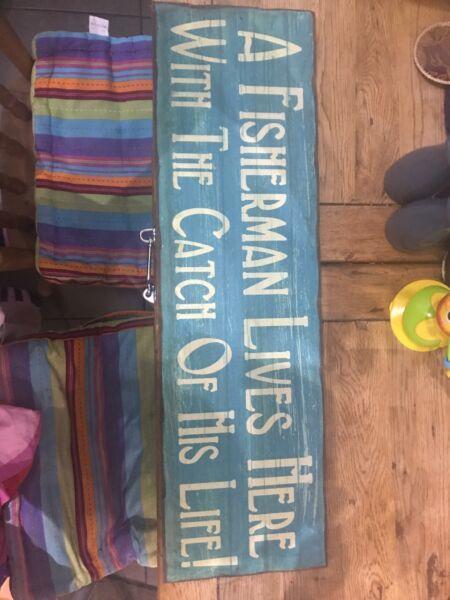 A Fisherman Lives Here
With The Catch Of His Life!